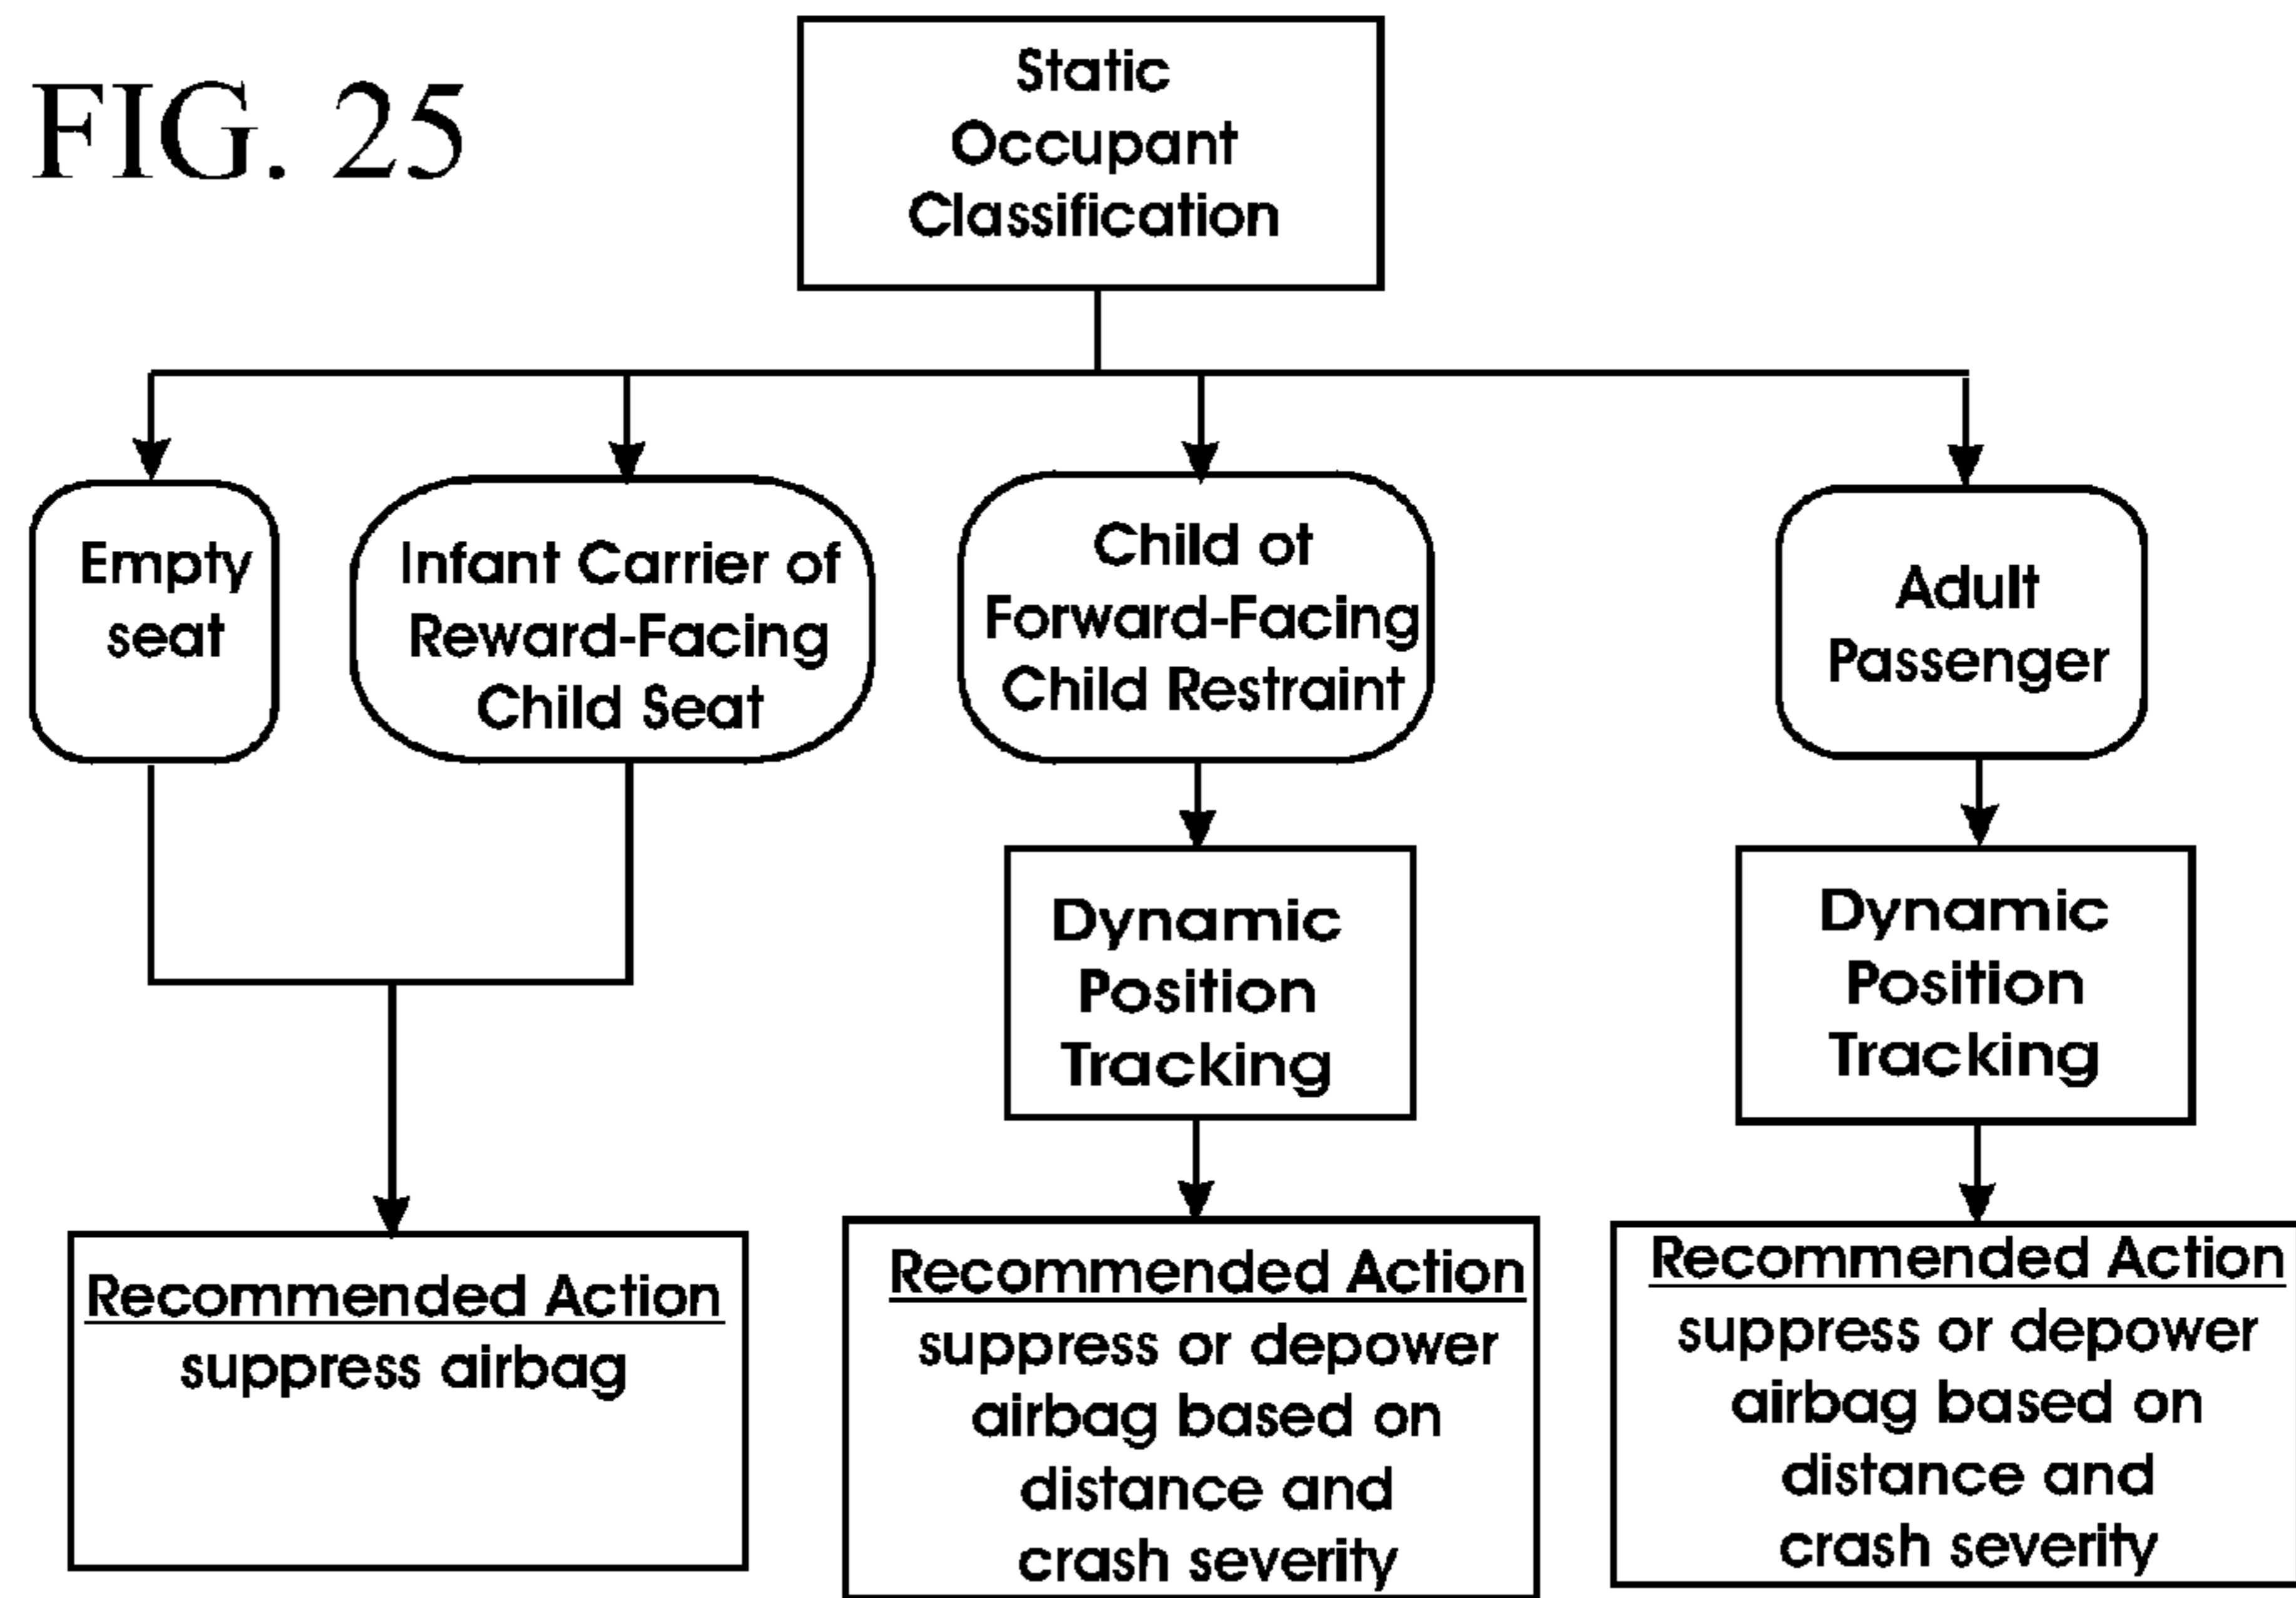 FIG. 25
Static
Occupant
Classification
Empty
seat
Infant Carrier of
Reward-Facing
Child Seat
Child of
Forward-Facing
Child Restraint
Adult
Passenger
Dynamic
Position
Tracking
Dynamic
Position
Tracking
Recommended Action
suppress airbag
Recommended Action
suppress or depower
airbag based on
distance and
crash severity
Recommended Action
suppress or depower
airbag based on
distance and
crash severity